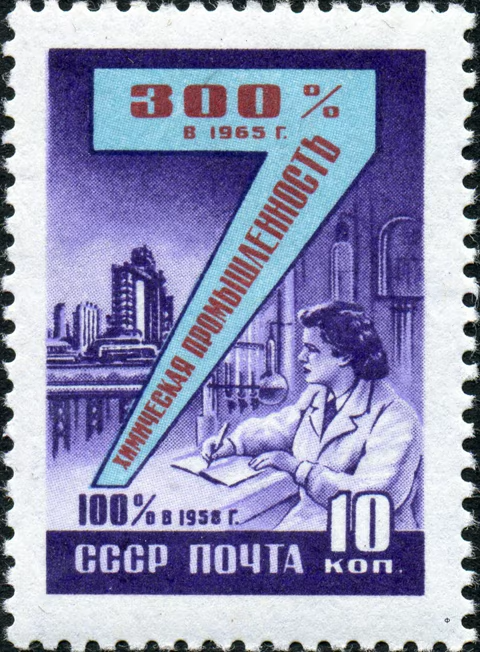 300%
В 1965 Г.
ХИМИЧЕСКАЯ ПРОМЫШЛЕННОСТЬ
100% В 1958 Г.
СССР ПОЧТА
10
КОП.